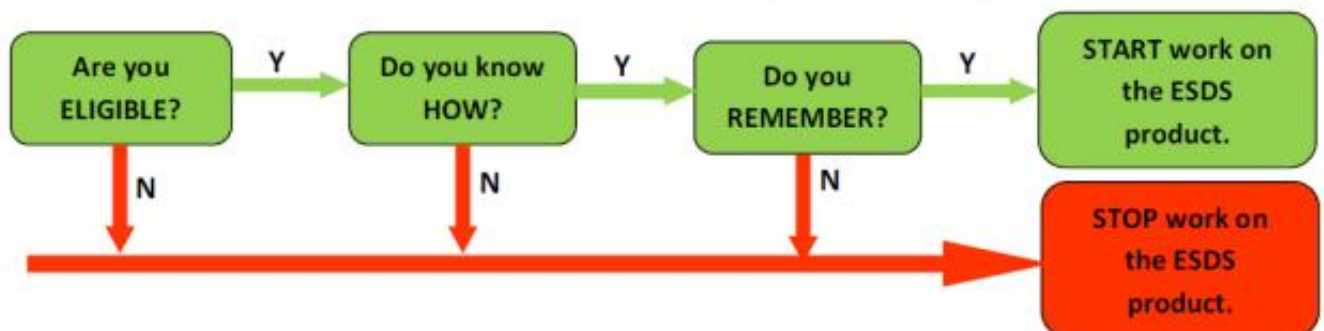 Are you
ELIGIBLE?
Y
Do you know
HOW?
Y
Do you
REMEMBER?
Y
START work on
the ESDS
product.
N
N
N
STOP work on
the ESDS
product.